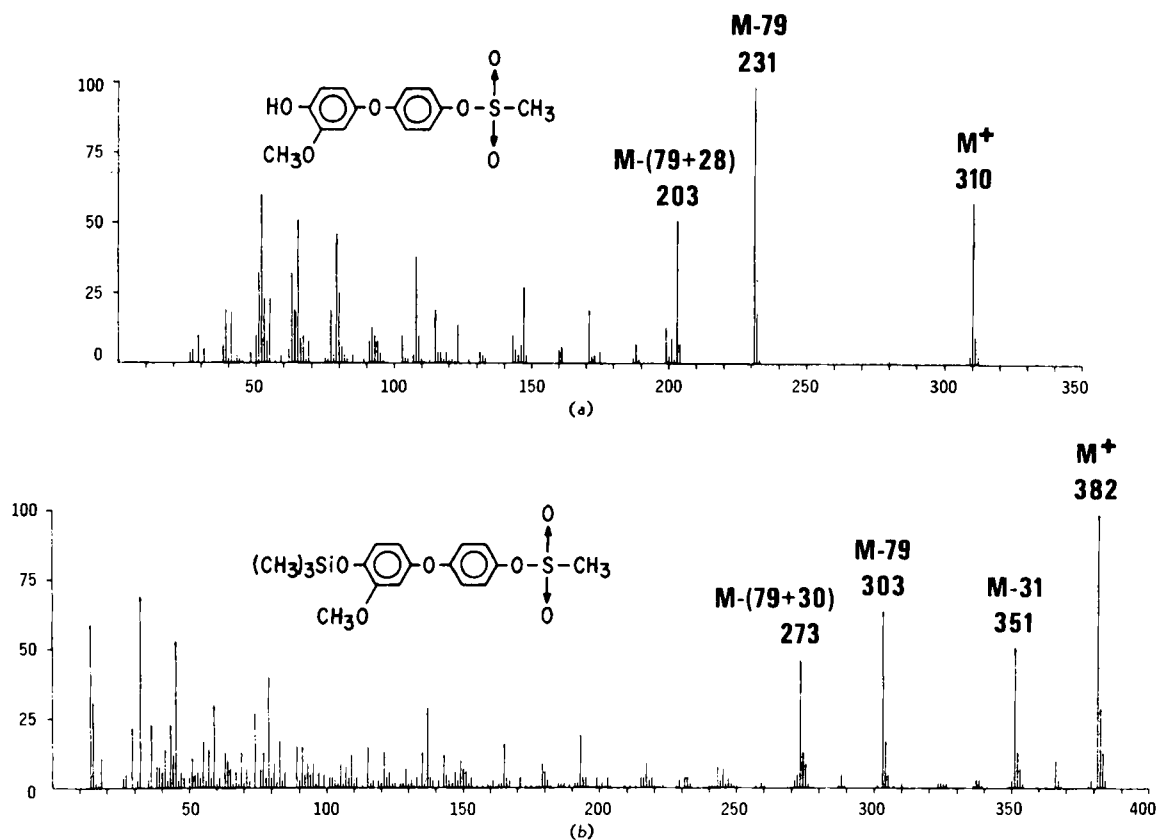 M-79
231
100
75
50
25
0
O
HO
O
O
S
CH₃
CH₃O
O
M-(79+28)
203
M⁺
310
50
100
150
200
250
300
350
(a)
M⁺
382
100
75
50
25
0
O
(CH₃)₃SiO
O
O
S
CH₃
CH₃O
O
M-79
303
M-(79+30)
273
M-31
351
50
100
150
200
250
300
350
400
(b)